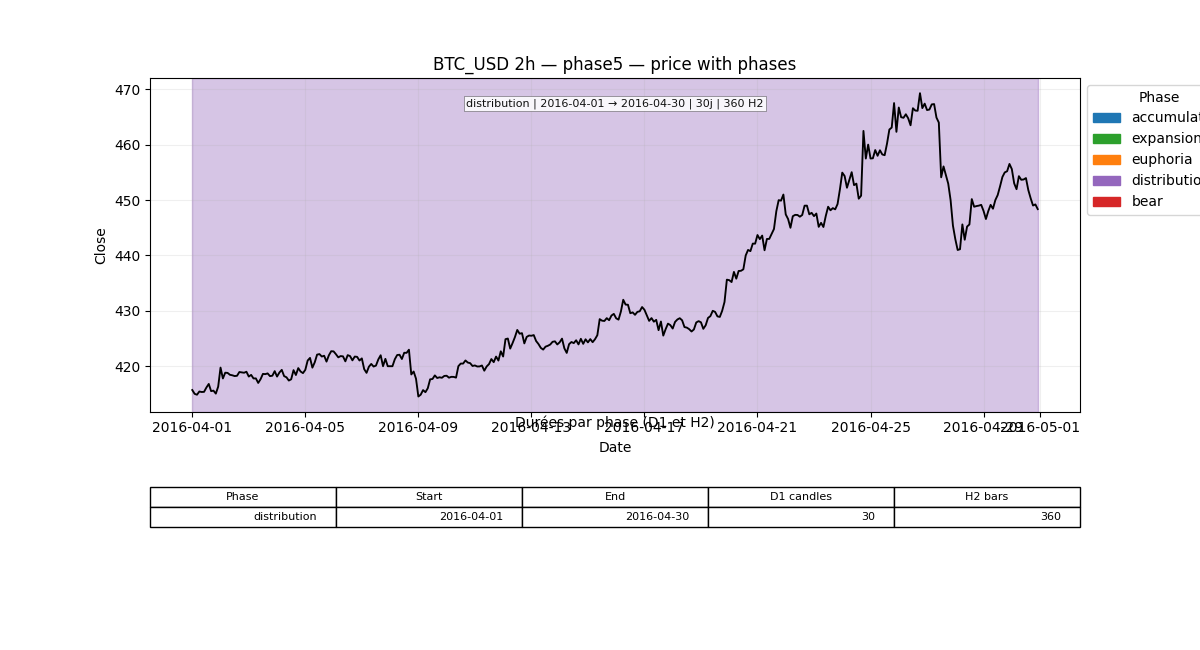 BTC_USD 2h — phase5 — price with phases
distribution | 2016-04-01 → 2016-04-30 | 30j | 360 H2
Phase
accumulat
expansion
euphoria
distributio
bear
470
460
450
440
430
420
Close
2016-04-01 2016-04-05 2016-04-09 2016-04-13 2016-04-17 2016-04-21 2016-04-25 2016-04-29 2016-05-01
Durées par phase (D1 et H2)
Date
Phase Start End D1 candles H2 bars
distribution 2016-04-01 2016-04-30 30 360